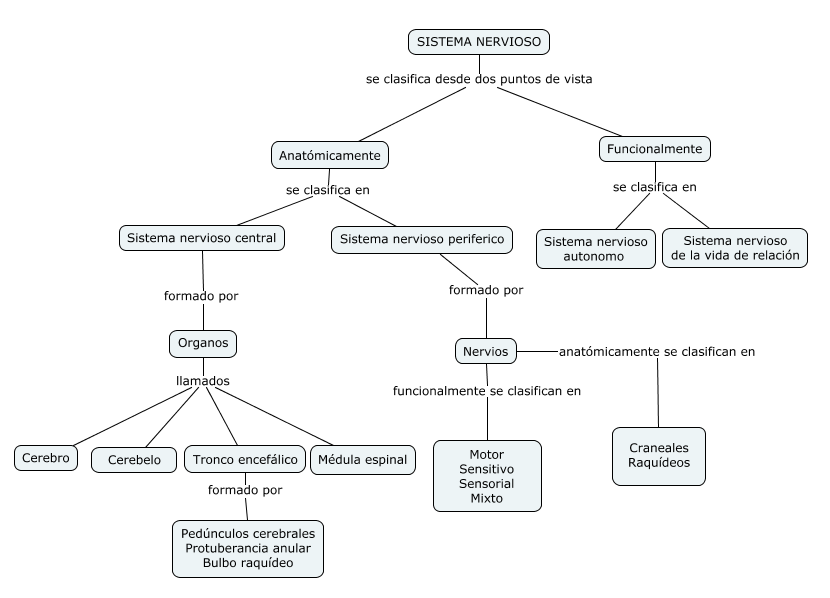 SISTEMA NERVIOSO
se clasifica desde dos puntos de vista
Anatómicamente
Funcionalmente
se clasifica en
se clasifica en
Sistema nervioso central
Sistema nervioso periferico
Sistema nervioso
autonomo
Sistema nervioso
de la vida de relación
formado por
formado por
Organos
Nervios
anatómicamente se clasifican en
llamados
funcionalmente se clasifican en
Cerebro
Cerebelo
Tronco encefálico
Médula espinal
Motor
Sensitivo
Sensorial
Mixto
Craneales
Raquídeos
formado por
Pedúnculos cerebrales
Protuberancia anular
Bulbo raquídeo